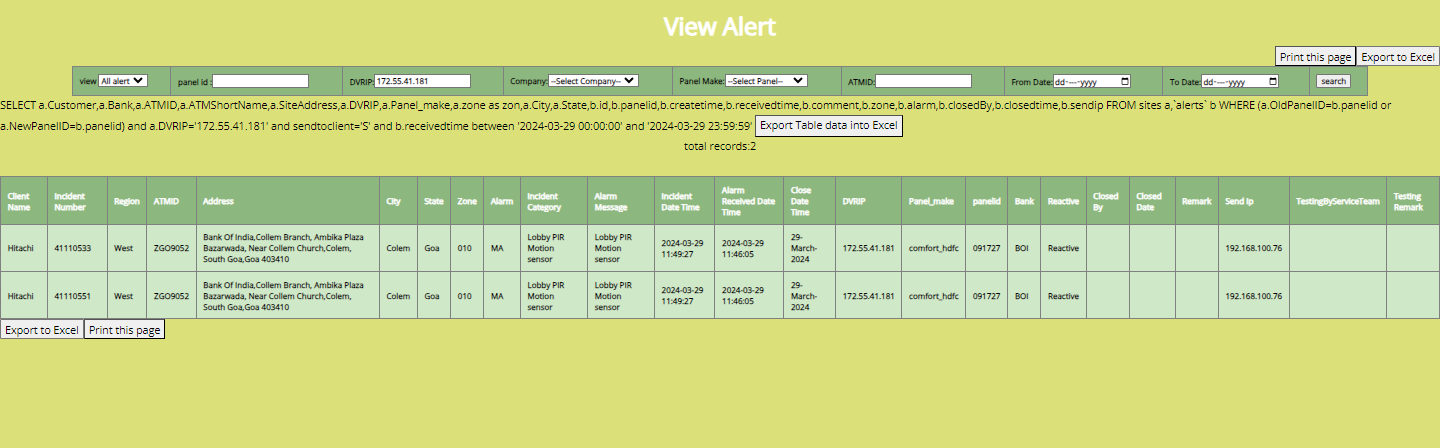 View Alert
Print this page Export to Excel
view All alert panel id : DVRIP: 172.55.41.181 Company: --Select Company-- Panel Make: --Select Panel-- ATMID: From Date: dd-----yyyy To Date: dd-----yyyy search
SELECT a.Customer,a.Bank,a.ATMID,a.ATMShortName,a.SiteAddress,a.DVRIP,a.Panel_make,a.zone as zon,a.City,a.State,b.id,b.panelid,b.createtime,b.receivedtime,b.comment,b.zone,b.alarm,b.closedBy,b.closedtime,b.sendip FROM sites a,`alerts` b WHERE (a.OldPanelID=b.panelid or
a.NewPanelID=b.panelid) and a.DVRIP='172.55.41.181' and sendtoclient='S' and b.receivedtime between '2024-03-29 00:00:00' and '2024-03-29 23:59:59' Export Table data into Excel
total records:2
Client Name Incident Number Region ATMID Address City State Zone Alarm Incident Category Alarm Message Incident Date Time Alarm Received Date Time Close Date Time DVRIP Panel_make panelid Bank Reactive Closed By Closed Date Remark Send Ip TestingByServiceTeam Testing Remark
Hitachi 41110533 West ZGO9052 Bank Of India,Collem Branch, Ambika Plaza Bazarwada, Near Collem Church,Colem, South Goa,Goa 403410 Colem Goa 010 MA Lobby PIR Motion sensor Lobby PIR Motion sensor 2024-03-29 11:49:27 2024-03-29 11:46:05 29-March-2024 172.55.41.181 comfort_hdfc 091727 BOI Reactive 192.168.100.76
Hitachi 41110551 West ZGO9052 Bank Of India,Collem Branch, Ambika Plaza Bazarwada, Near Collem Church,Colem, South Goa,Goa 403410 Colem Goa 010 MA Lobby PIR Motion sensor Lobby PIR Motion sensor 2024-03-29 11:49:27 2024-03-29 11:46:05 29-March-2024 172.55.41.181 comfort_hdfc 091727 BOI Reactive 192.168.100.76
Export to Excel Print this page